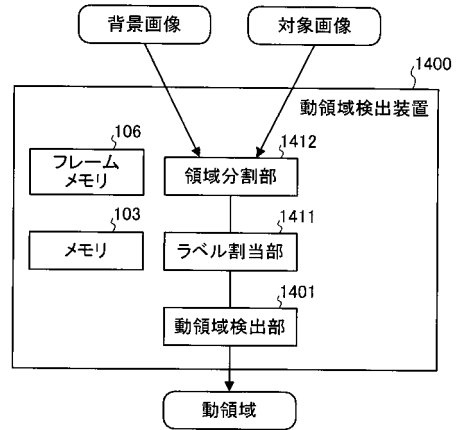 背景画像
対象画像
1400
動領域検出装置
106
フレーム
メモリ
1412
領域分割部
103
メモリ
1411
ラベル割当部
1401
動領域検出部
動領域